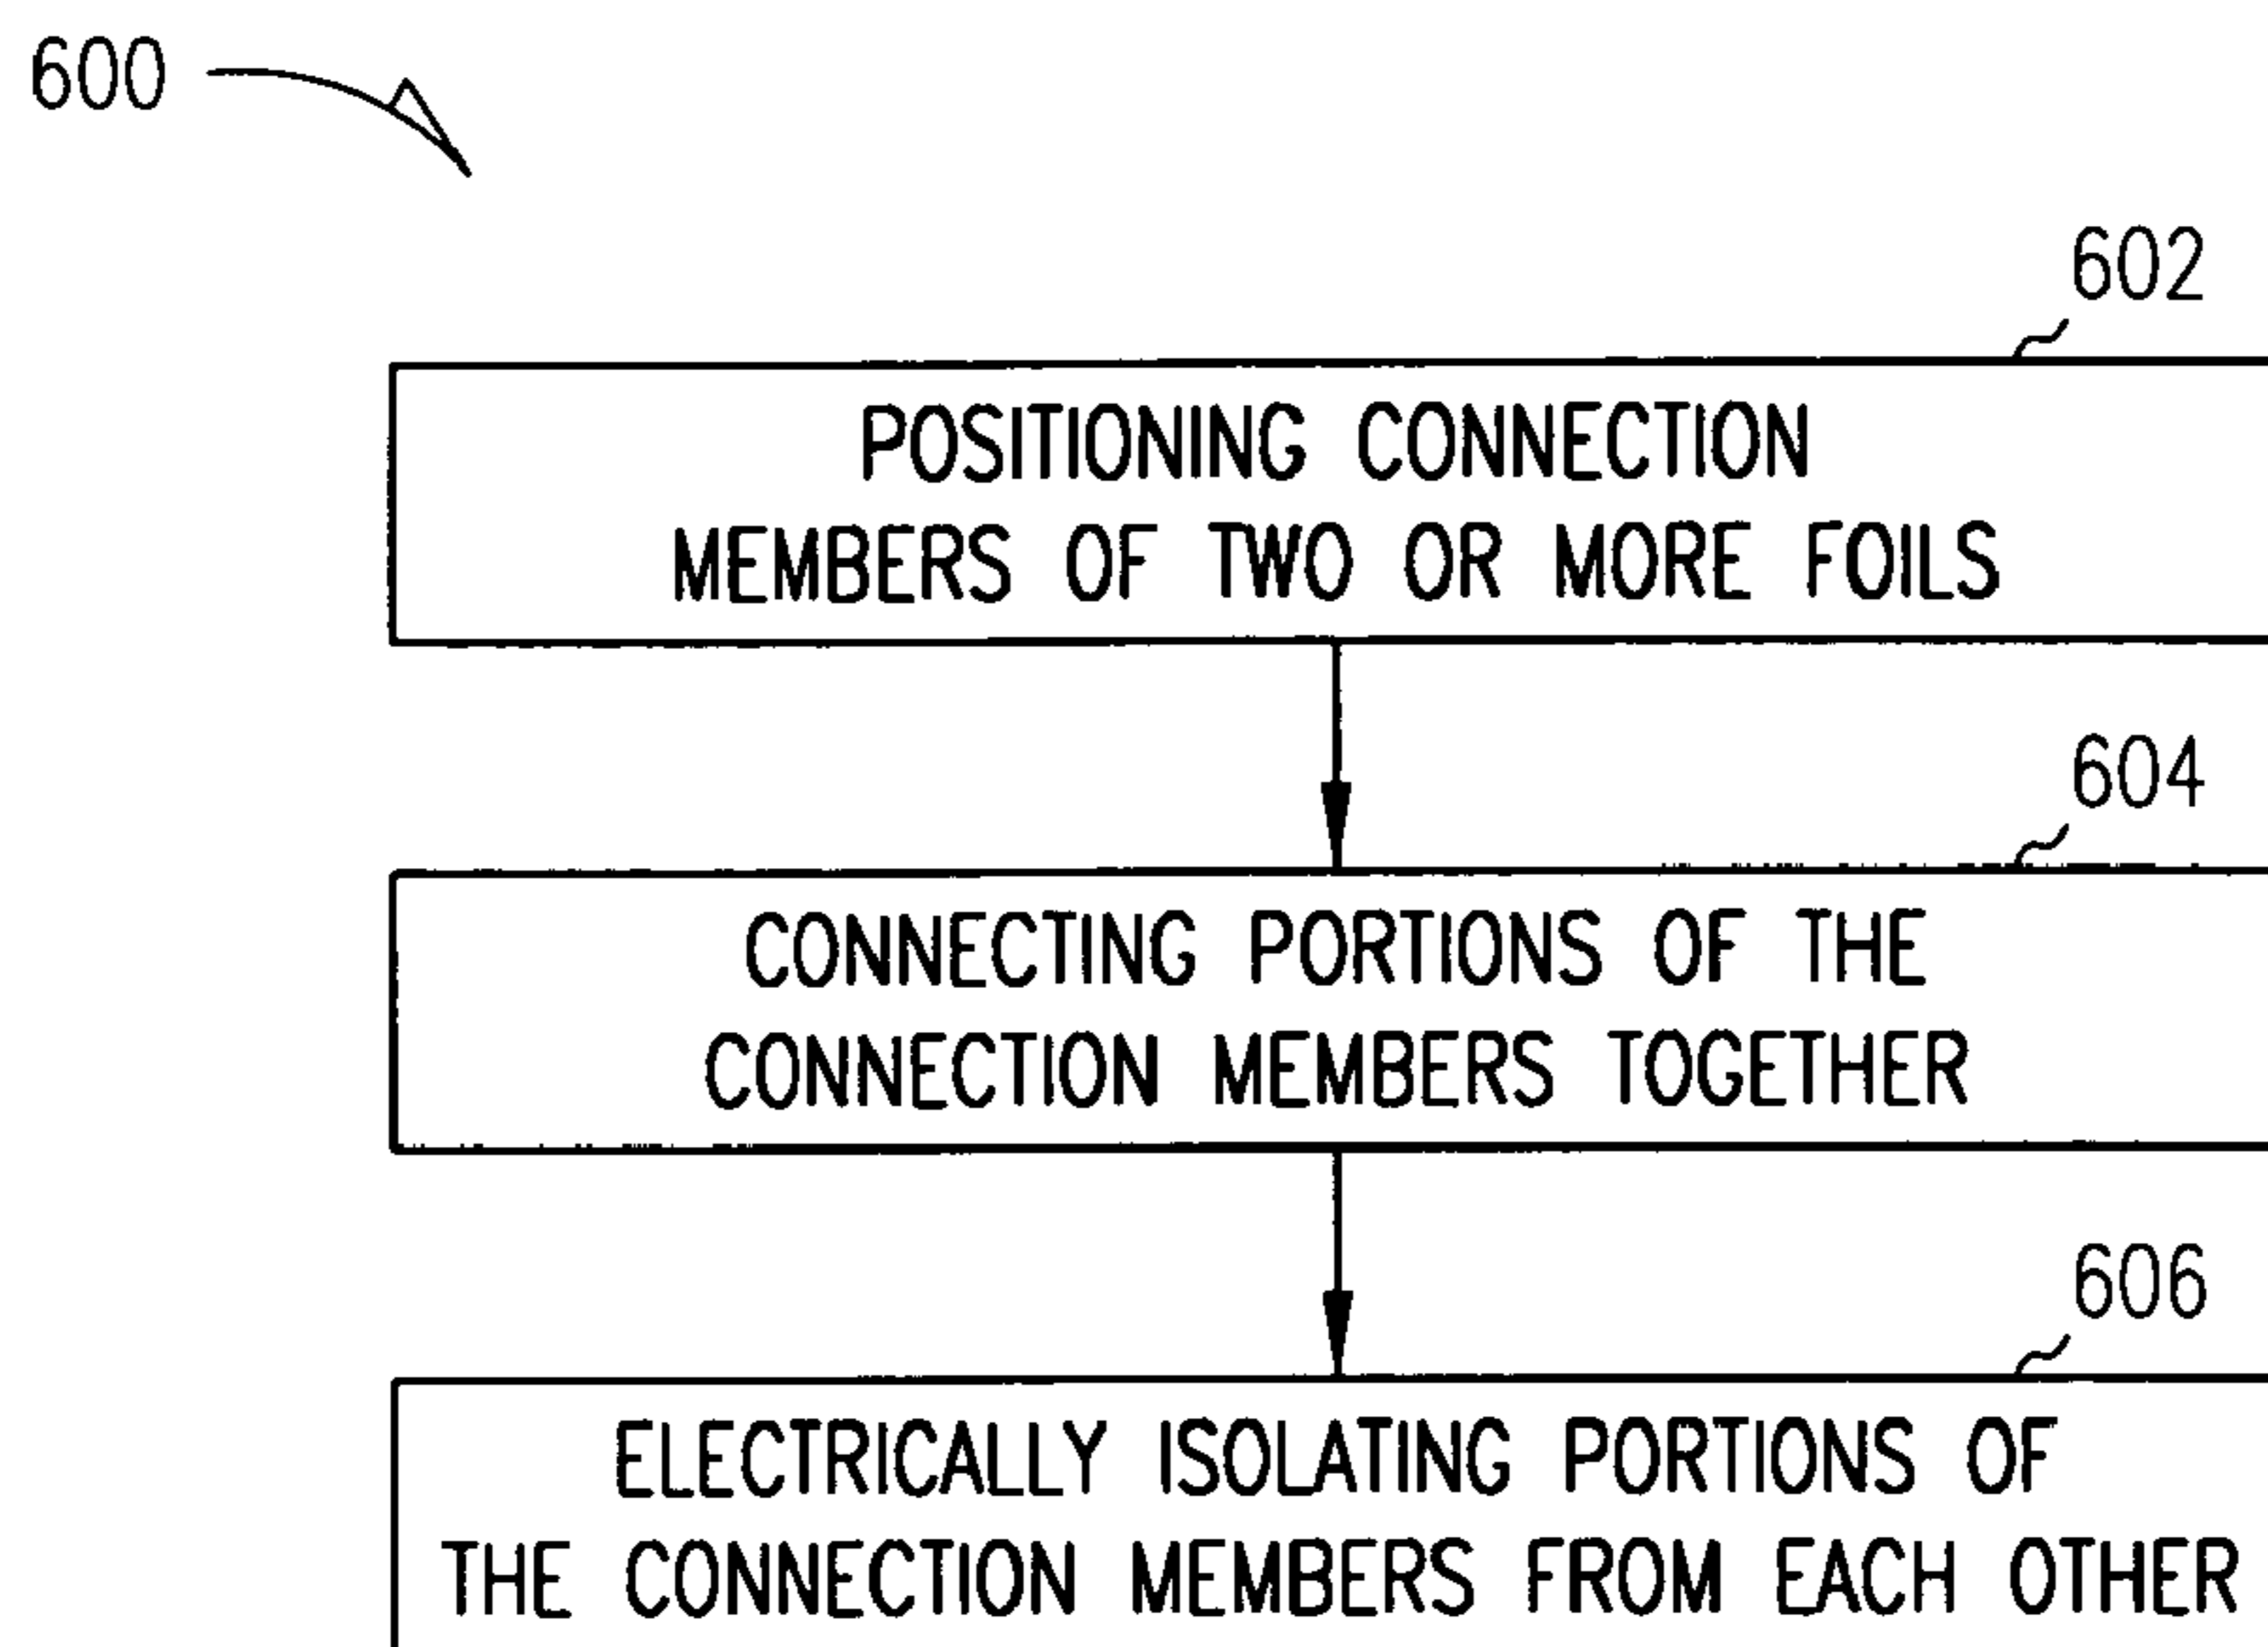 600
602
POSITIONING CONNECTION
MEMBERS OF TWO OR MORE FOILS
604
CONNECTING PORTIONS OF THE
CONNECTION MEMBERS TOGETHER
606
ELECTRICALLY ISOLATING PORTIONS OF
THE CONNECTION MEMBERS FROM EACH OTHER